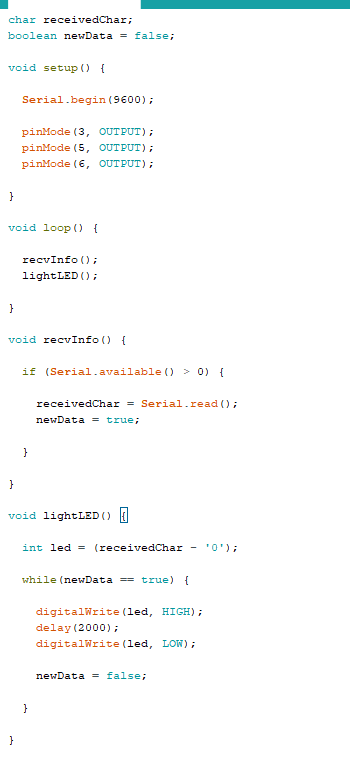 char receivedChar;
boolean newData = false;
void setup() {
Serial.begin(9600);
pinMode(3, OUTPUT);
pinMode(5, OUTPUT);
pinMode(6, OUTPUT);
}
void loop() {
recvInfo();
lightLED();
}
void recvInfo() {
if (Serial.available() > 0) {
receivedChar = Serial.read();
newData = true;
}
}
void lightLED() {
int led = (receivedChar - '0');
while(newData == true) {
digitalWrite(led, HIGH);
delay(2000);
digitalWrite(led, LOW);
newData = false;
}
}